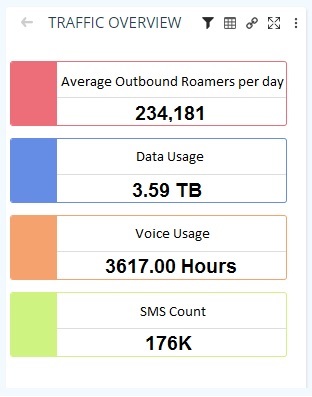 TRAFFIC OVERVIEW
Average Outbound Roamers per day
234,181
Data Usage
3.59 TB
Voice Usage
3617.00 Hours
SMS Count
176K